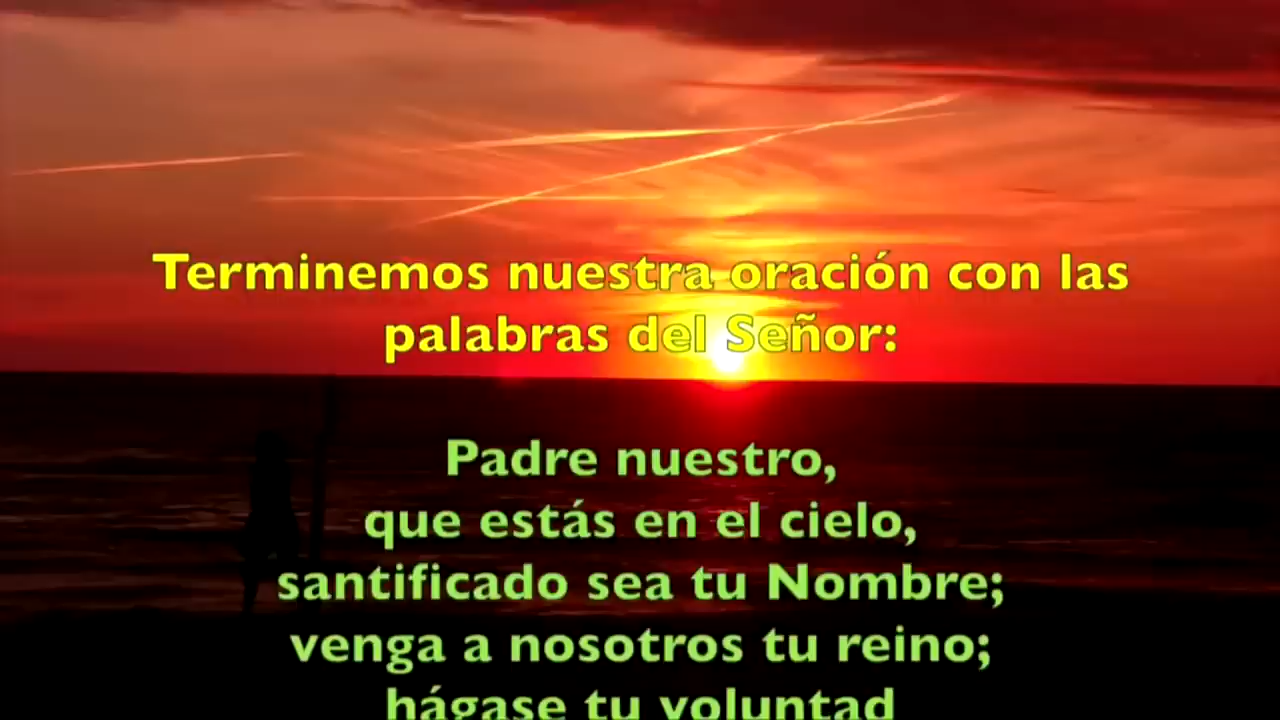 Terminemos nuestra oración con las
palabras del Señor:
Padre nuestro,
que estás en el cielo,
santificado sea tu Nombre;
venga a nosotros tu reino;
hágase tu voluntad